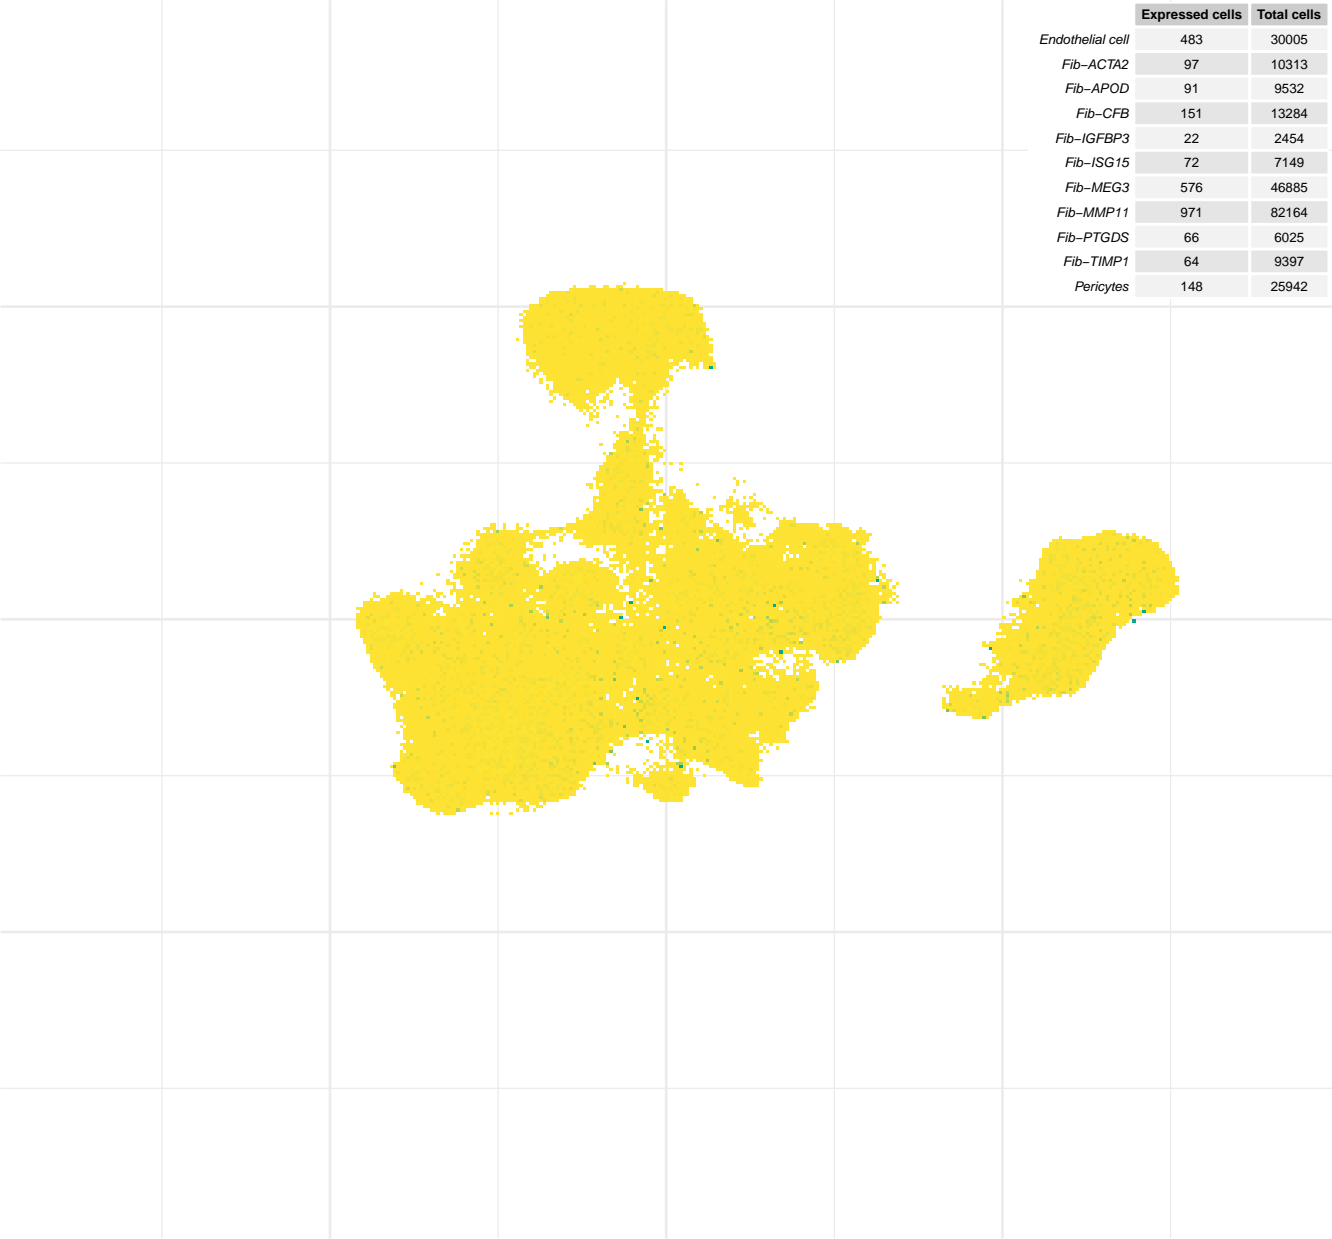 Expressed cells Total cells
Endothelial cell 483 30005
Fib−ACTA2 97 10313
Fib−APOD 91 9532
Fib−CFB 151 13284
Fib−IGFBP3 22 2454
Fib−ISG15 72 7149
Fib−MEG3 576 46885
Fib−MMP11 971 82164
Fib−PTGDS 66 6025
Fib−TIMP1 64 9397
Pericytes 148 25942